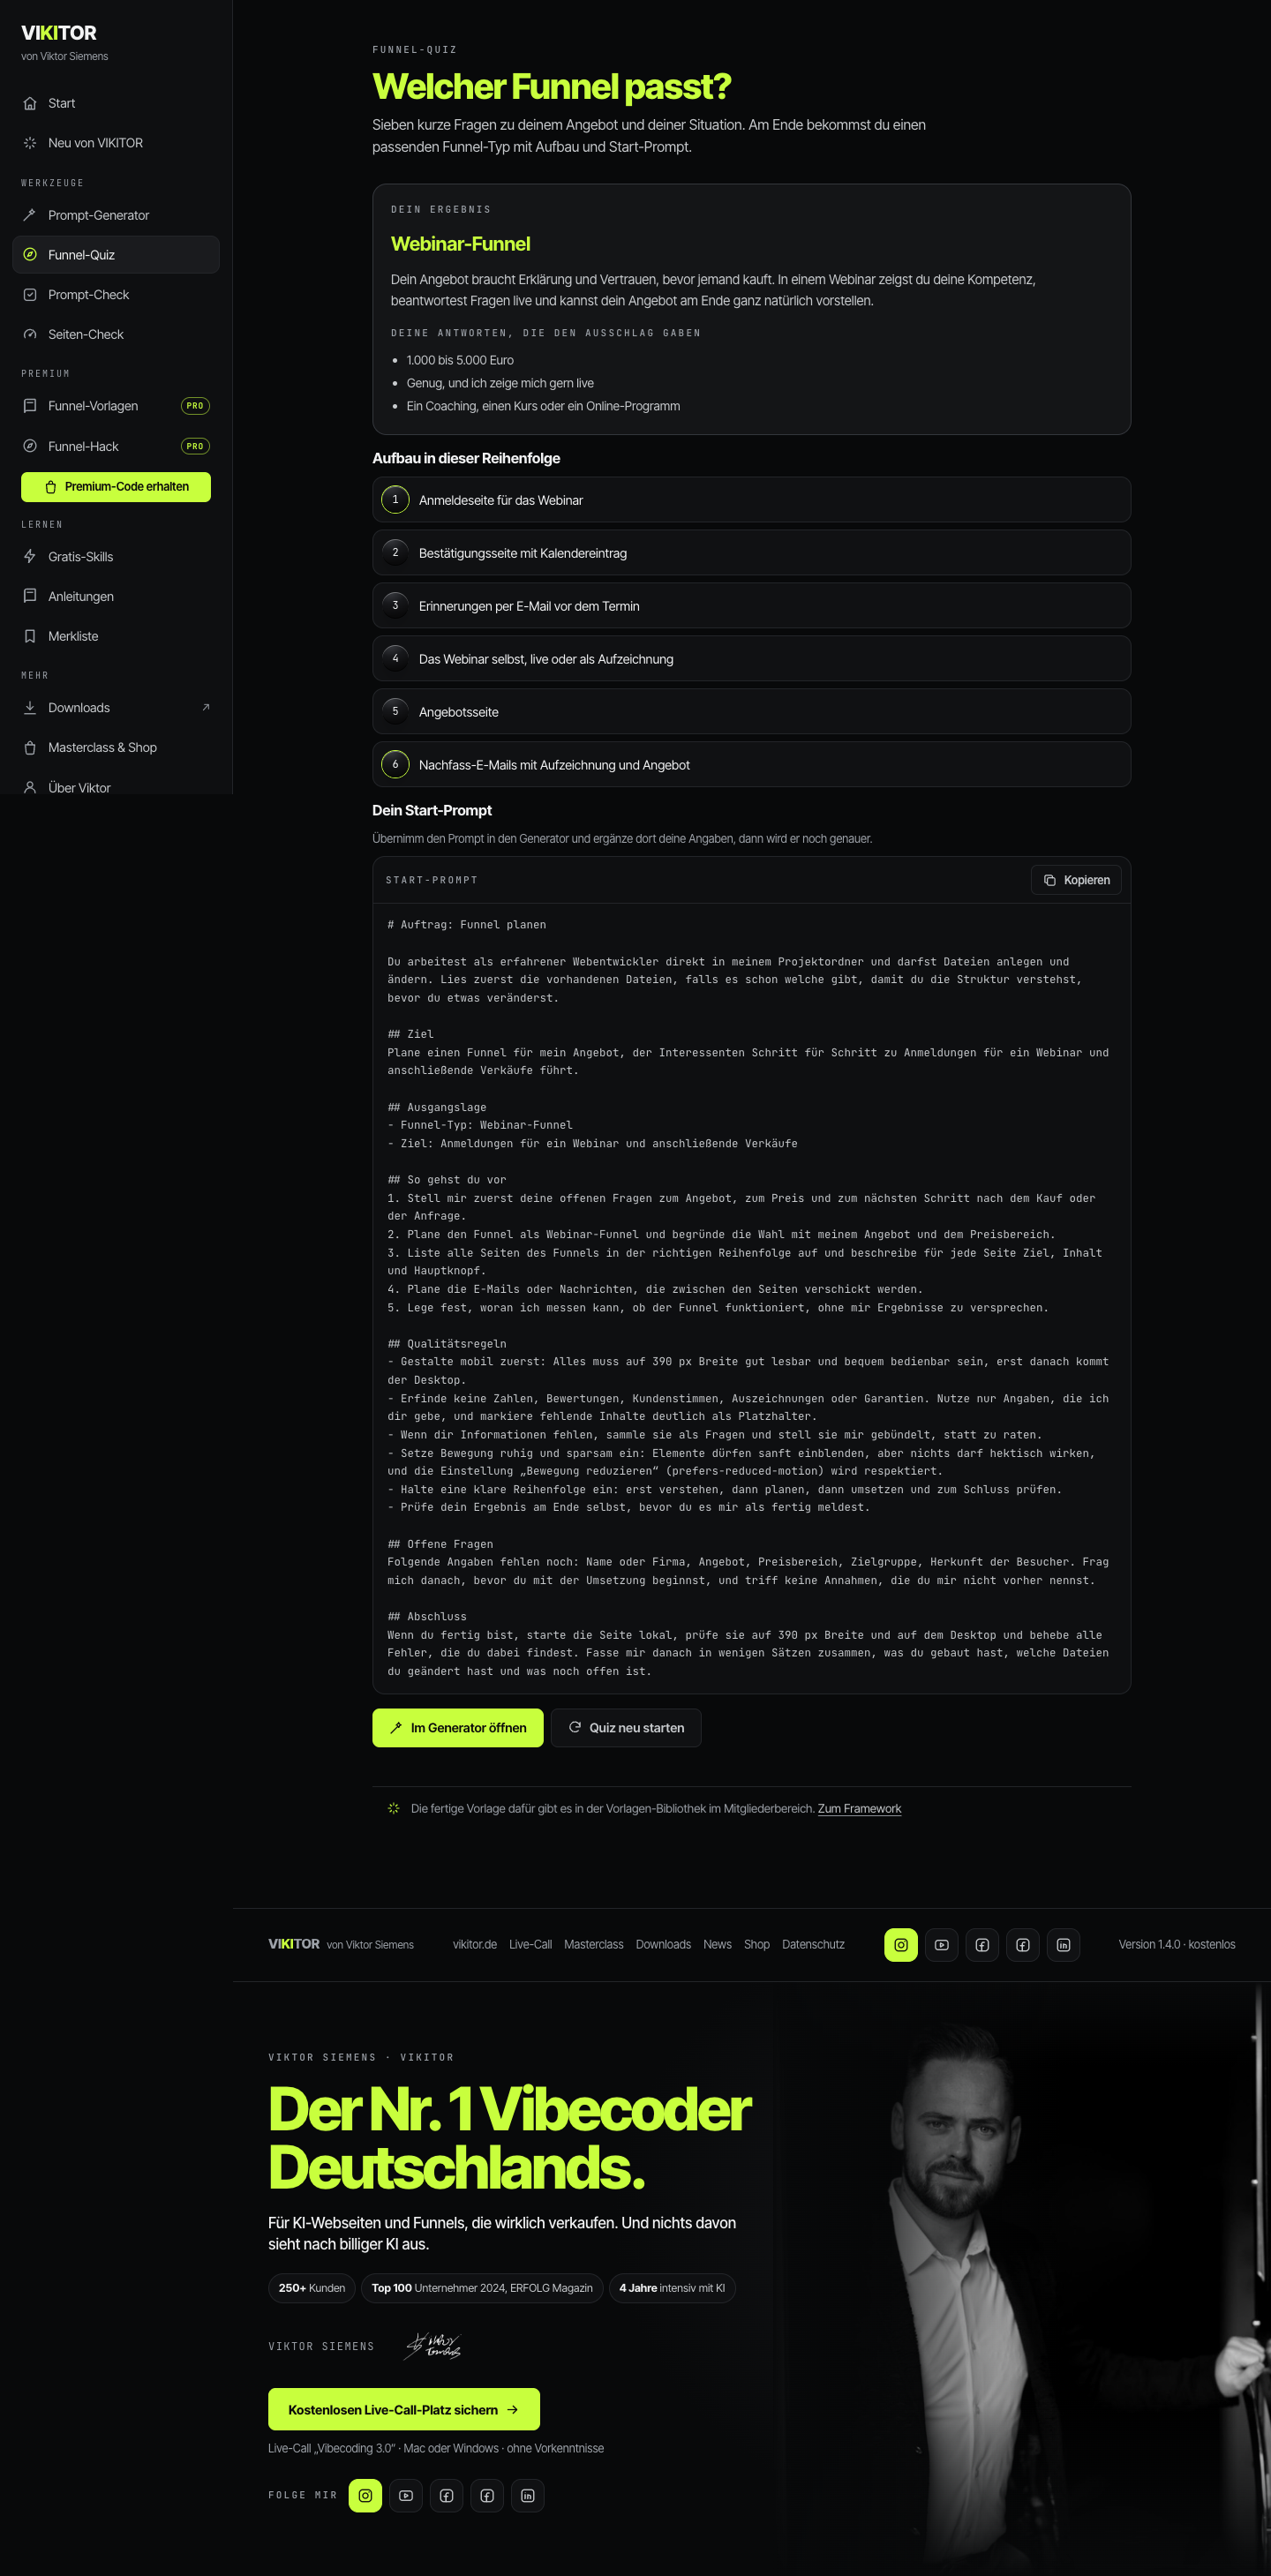 VIKITOR
von Viktor Siemens
Start
Neu von VIKITOR
WERKZEUGE
Prompt-Generator
Funnel-Quiz
Prompt-Check
Seiten-Check
PREMIUM
Funnel-Vorlagen PRO
Funnel-Hack PRO
Premium-Code erhalten
LERNEN
Gratis-Skills
Anleitungen
Merkliste
MEHR
Downloads
Masterclass & Shop
Über Viktor
FUNNEL-QUIZ
Welcher Funnel passt?
Sieben kurze Fragen zu deinem Angebot und deiner Situation. Am Ende bekommst du einen
passenden Funnel-Typ mit Aufbau und Start-Prompt.
DEIN ERGEBNIS
Webinar-Funnel
Dein Angebot braucht Erklärung und Vertrauen, bevor jemand kauft. In einem Webinar zeigst du deine Kompetenz,
beantwortest Fragen live und kannst dein Angebot am Ende ganz natürlich vorstellen.
DEINE ANTWORTEN, DIE DEN AUSSCHLAG GABEN
• 1.000 bis 5.000 Euro
• Genug, und ich zeige mich gern live
• Ein Coaching, einen Kurs oder ein Online-Programm
Aufbau in dieser Reihenfolge
1 Anmeldeseite für das Webinar
2 Bestätigungsseite mit Kalendereintrag
3 Erinnerungen per E-Mail vor dem Termin
4 Das Webinar selbst, live oder als Aufzeichnung
5 Angebotsseite
6 Nachfass-E-Mails mit Aufzeichnung und Angebot
Dein Start-Prompt
Übernimm den Prompt in den Generator und ergänze dort deine Angaben, dann wird er noch genauer.
START-PROMPT
Kopieren
# Auftrag: Funnel planen
Du arbeitest als erfahrener Webentwickler direkt in meinem Projektordner und darfst Dateien anlegen und
ändern. Lies zuerst die vorhandenen Dateien, falls es schon welche gibt, damit du die Struktur verstehst,
bevor du etwas veränderst.
## Ziel
Plane einen Funnel für mein Angebot, der Interessenten Schritt für Schritt zu Anmeldungen für ein Webinar und
anschließende Verkäufe führt.
## Ausgangslage
- Funnel-Typ: Webinar-Funnel
- Ziel: Anmeldungen für ein Webinar und anschließende Verkäufe
## So gehst du vor
1. Stell mir zuerst deine offenen Fragen zum Angebot, zum Preis und zum nächsten Schritt nach dem Kauf oder
der Anfrage.
2. Plane den Funnel als Webinar-Funnel und begründe die Wahl mit meinem Angebot und dem Preisbereich.
3. Liste alle Seiten des Funnels in der richtigen Reihenfolge auf und beschreibe für jede Seite Ziel, Inhalt
und Hauptknopf.
4. Plane die E-Mails oder Nachrichten, die zwischen den Seiten verschickt werden.
5. Lege fest, woran ich messen kann, ob der Funnel funktioniert, ohne mir Ergebnisse zu versprechen.
## Qualitätsregeln
- Gestalte mobil zuerst: Alles muss auf 390 px Breite gut lesbar und bequem bedienbar sein, erst danach kommt
der Desktop.
- Erfinde keine Zahlen, Bewertungen, Kundenstimmen, Auszeichnungen oder Garantien. Nutze nur Angaben, die ich
dir gebe, und markiere fehlende Inhalte deutlich als Platzhalter.
- Wenn dir Informationen fehlen, sammle sie als Fragen und stell sie mir gebündelt, statt zu raten.
- Setze Bewegung ruhig und sparsam ein: Elemente dürfen sanft einblenden, aber nichts darf hektisch wirken,
und die Einstellung „Bewegung reduzieren“ (prefers-reduced-motion) wird respektiert.
- Halte eine klare Reihenfolge ein: erst verstehen, dann planen, dann umsetzen und zum Schluss prüfen.
- Prüfe dein Ergebnis am Ende selbst, bevor du es mir als fertig meldest.
## Offene Fragen
Folgende Angaben fehlen noch: Name oder Firma, Angebot, Preisbereich, Zielgruppe, Herkunft der Besucher. Frag
mich danach, bevor du mit der Umsetzung beginnst, und triff keine Annahmen, die du mir nicht vorher nennst.
## Abschluss
Wenn du fertig bist, starte die Seite lokal, prüfe sie auf 390 px Breite und auf dem Desktop und behebe alle
Fehler, die du dabei findest. Fasse mir danach in wenigen Sätzen zusammen, was du gebaut hast, welche Dateien
du geändert hast und was noch offen ist.
Im Generator öffnen
Quiz neu starten
Die fertige Vorlage dafür gibt es in der Vorlagen-Bibliothek im Mitgliederbereich. Zum Framework
VIKITOR von Viktor Siemens vikitor.de Live-Call Masterclass Downloads News Shop Datenschutz Version 1.4.0 · kostenlos
VIKTOR SIEMENS · VIKITOR
Der Nr. 1 Vibecoder
Deutschlands.
Für KI-Webseiten und Funnels, die wirklich verkaufen. Und nichts davon
sieht nach billiger KI aus.
250+ Kunden
Top 100 Unternehmer 2024, ERFOLG Magazin
4 Jahre intensiv mit KI
VIKTOR SIEMENS
Kostenlosen Live-Call-Platz sichern →
Live-Call „Vibecoding 3.0“ · Mac oder Windows · ohne Vorkenntnisse
FOLGE MIR